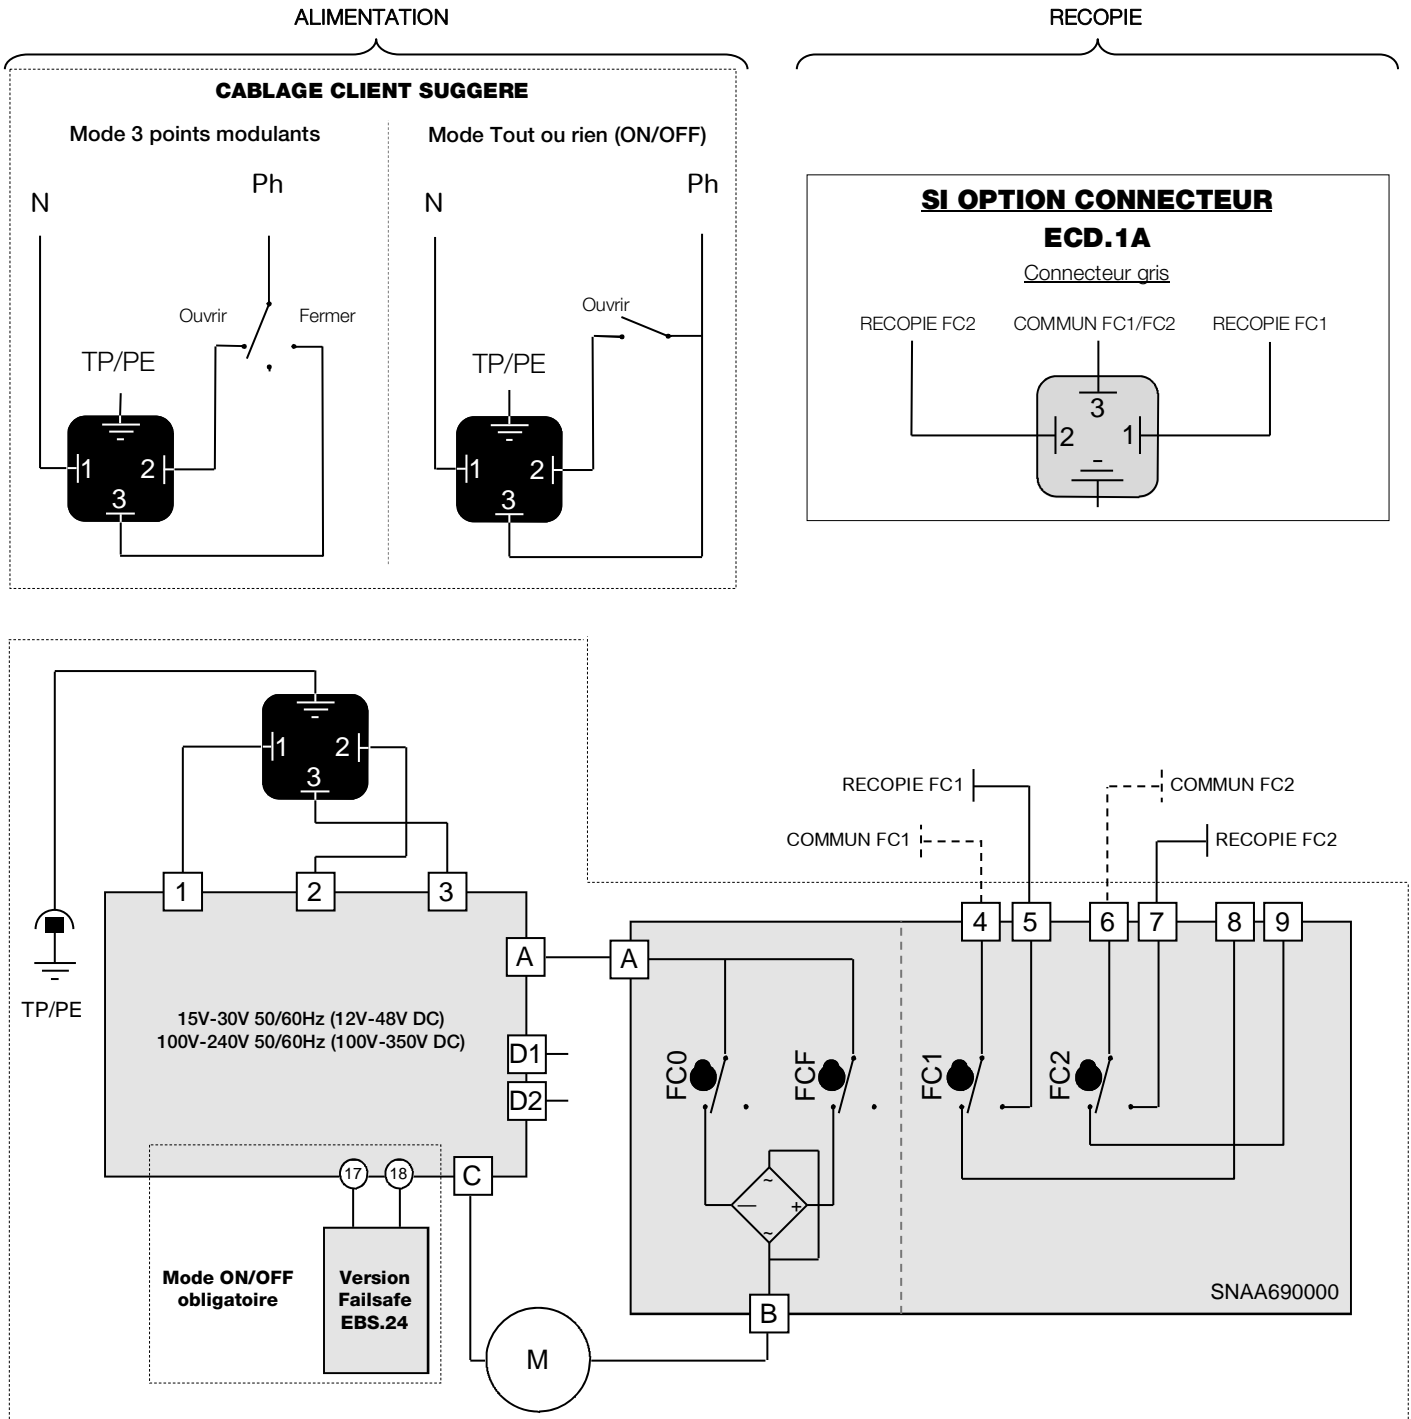 ALIMENTATION
RECOPIE
CABLAGE CLIENT SUGGERE
Mode 3 points modulants
Mode Tout ou rien (ON/OFF)
N
Ph
Ouvrir
Fermer
TP/PE
1
2
3
N
Ph
Ouvrir
TP/PE
1
2
3
SI OPTION CONNECTEUR
ECD.1A
Connecteur gris
RECOPIE FC2
COMMUN FC1/FC2
RECOPIE FC1
3
2
1
1
2
3
RECOPIE FC1
COMMUN FC2
COMMUN FC1
RECOPIE FC2
1
2
3
4
5
6
7
8
9
A
A
TP/PE
15V-30V 50/60Hz (12V-48V DC)
100V-240V 50/60Hz (100V-350V DC)
D1
D2
FC0
FCF
FC1
FC2
17
18
C
~
—
+
~
Mode ON/OFF
obligatoire
Version
Failsafe
EBS.24
SNAA690000
B
M